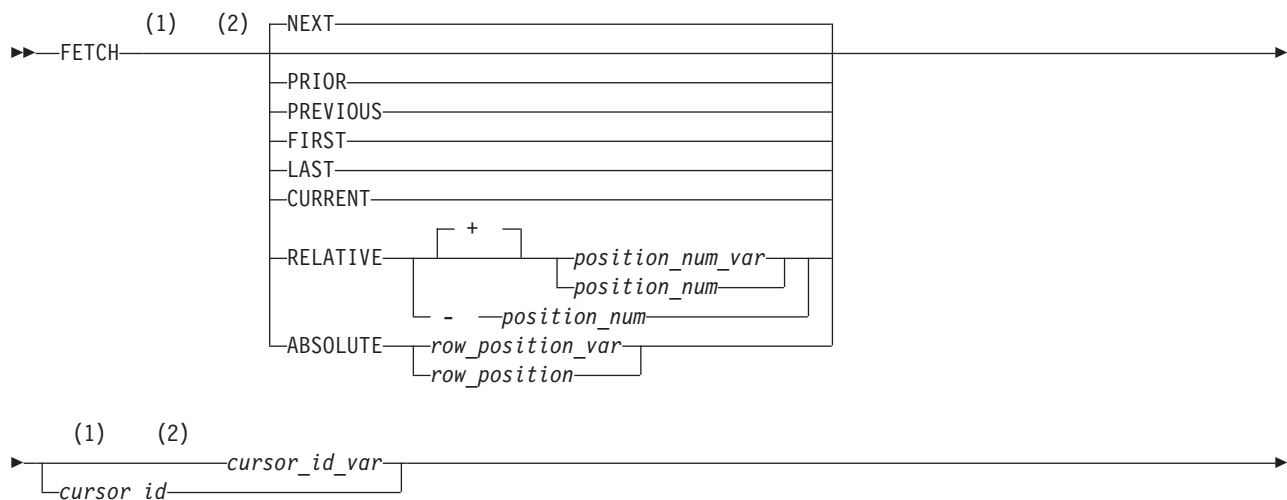 (1) (2) NEXT
FETCH
PRIOR
PREVIOUS
FIRST
LAST
CURRENT
+
RELATIVE position_num_var
position_num
- position_num
ABSOLUTE row_position_var
row_position
(1) (2)
cursor_id_var
cursor_id